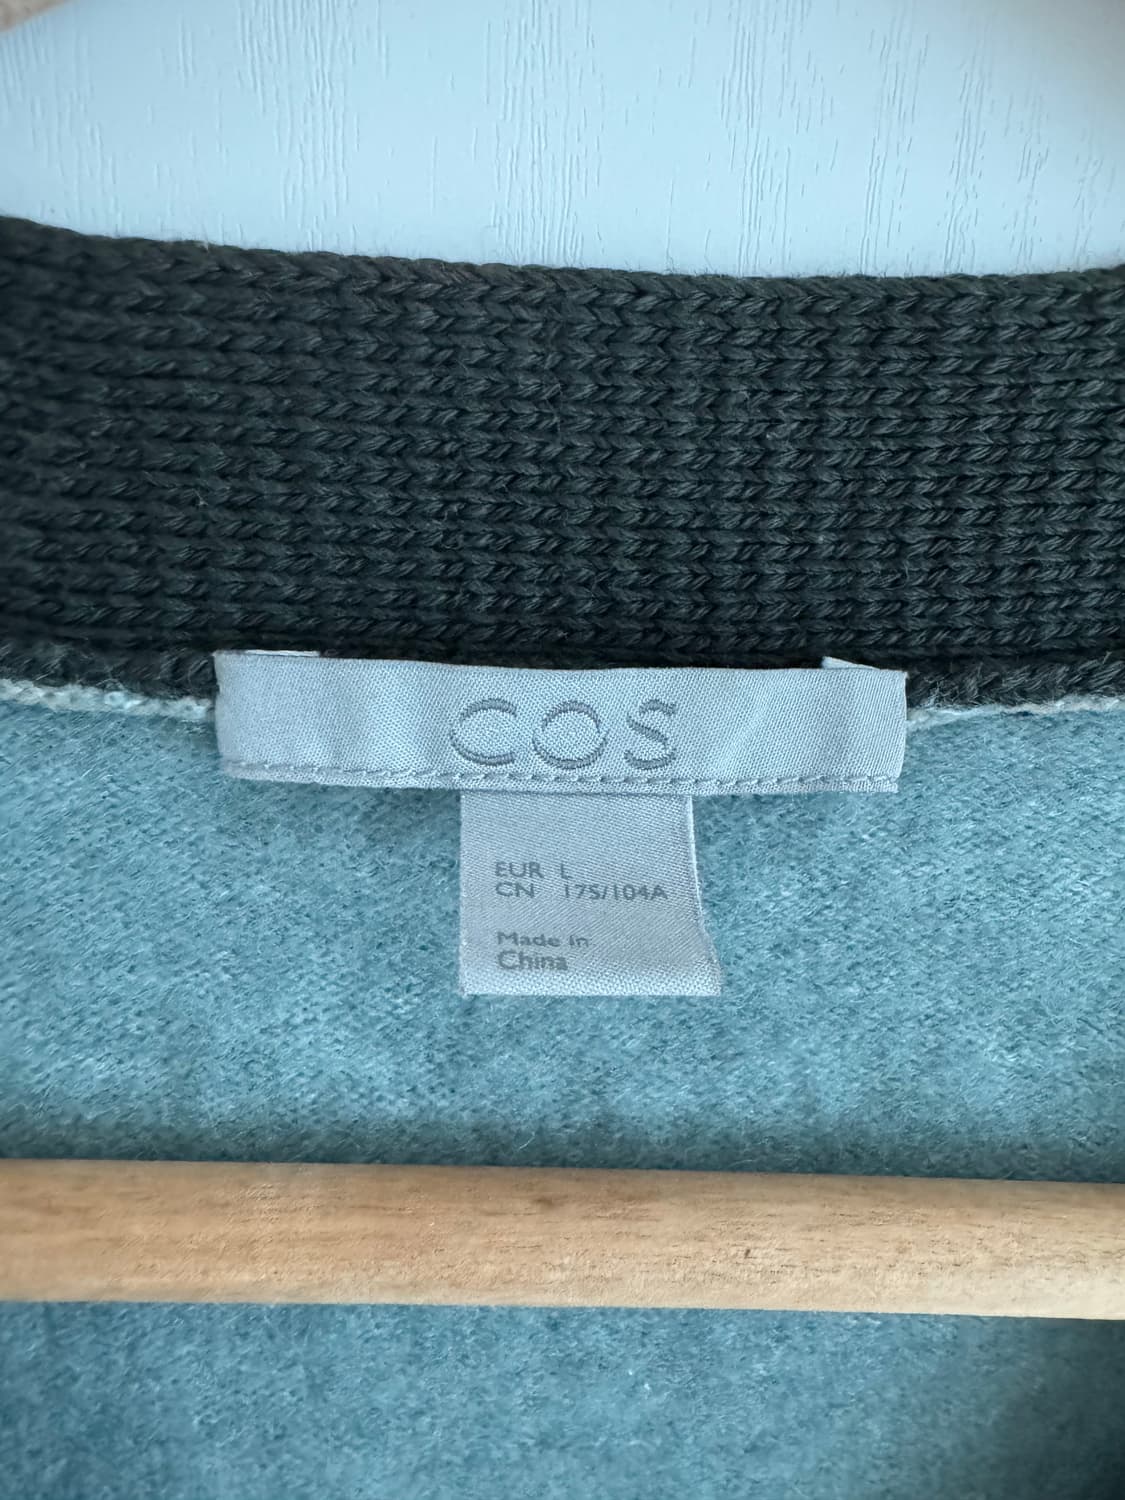 COS
EUR L
CN 175/104A
Made in
China